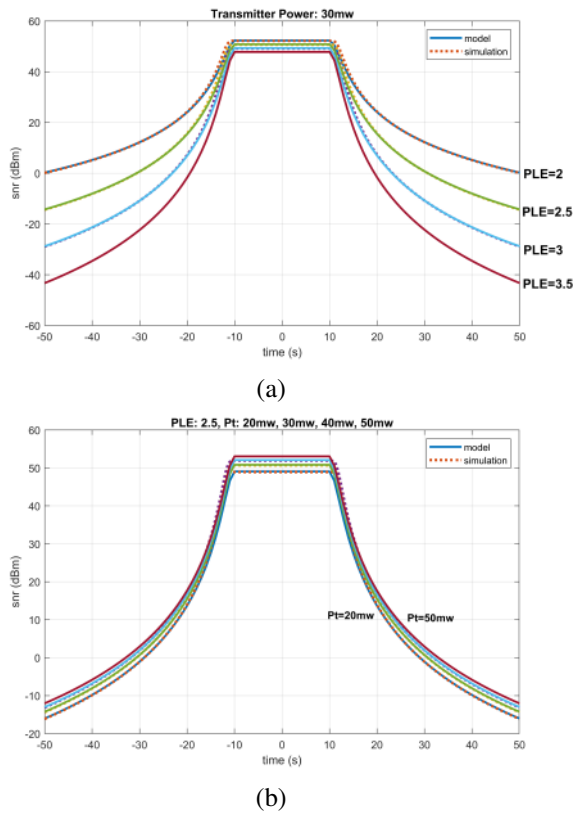 Transmitter Power: 30mw
60
40
20
0
-20
-40
-60
snr (dBm)
model
simulation
PLE=2
PLE=2.5
PLE=3
PLE=3.5
-50 -40 -30 -20 -10 0 10 20 30 40 50
time (s)
(a)
PLE: 2.5, Pt: 20mw, 30mw, 40mw, 50mw
60
50
40
30
20
10
0
-10
-20
snr (dBm)
model
simulation
Pt=20mw Pt=50mw
-50 -40 -30 -20 -10 0 10 20 30 40 50
time (s)
(b)